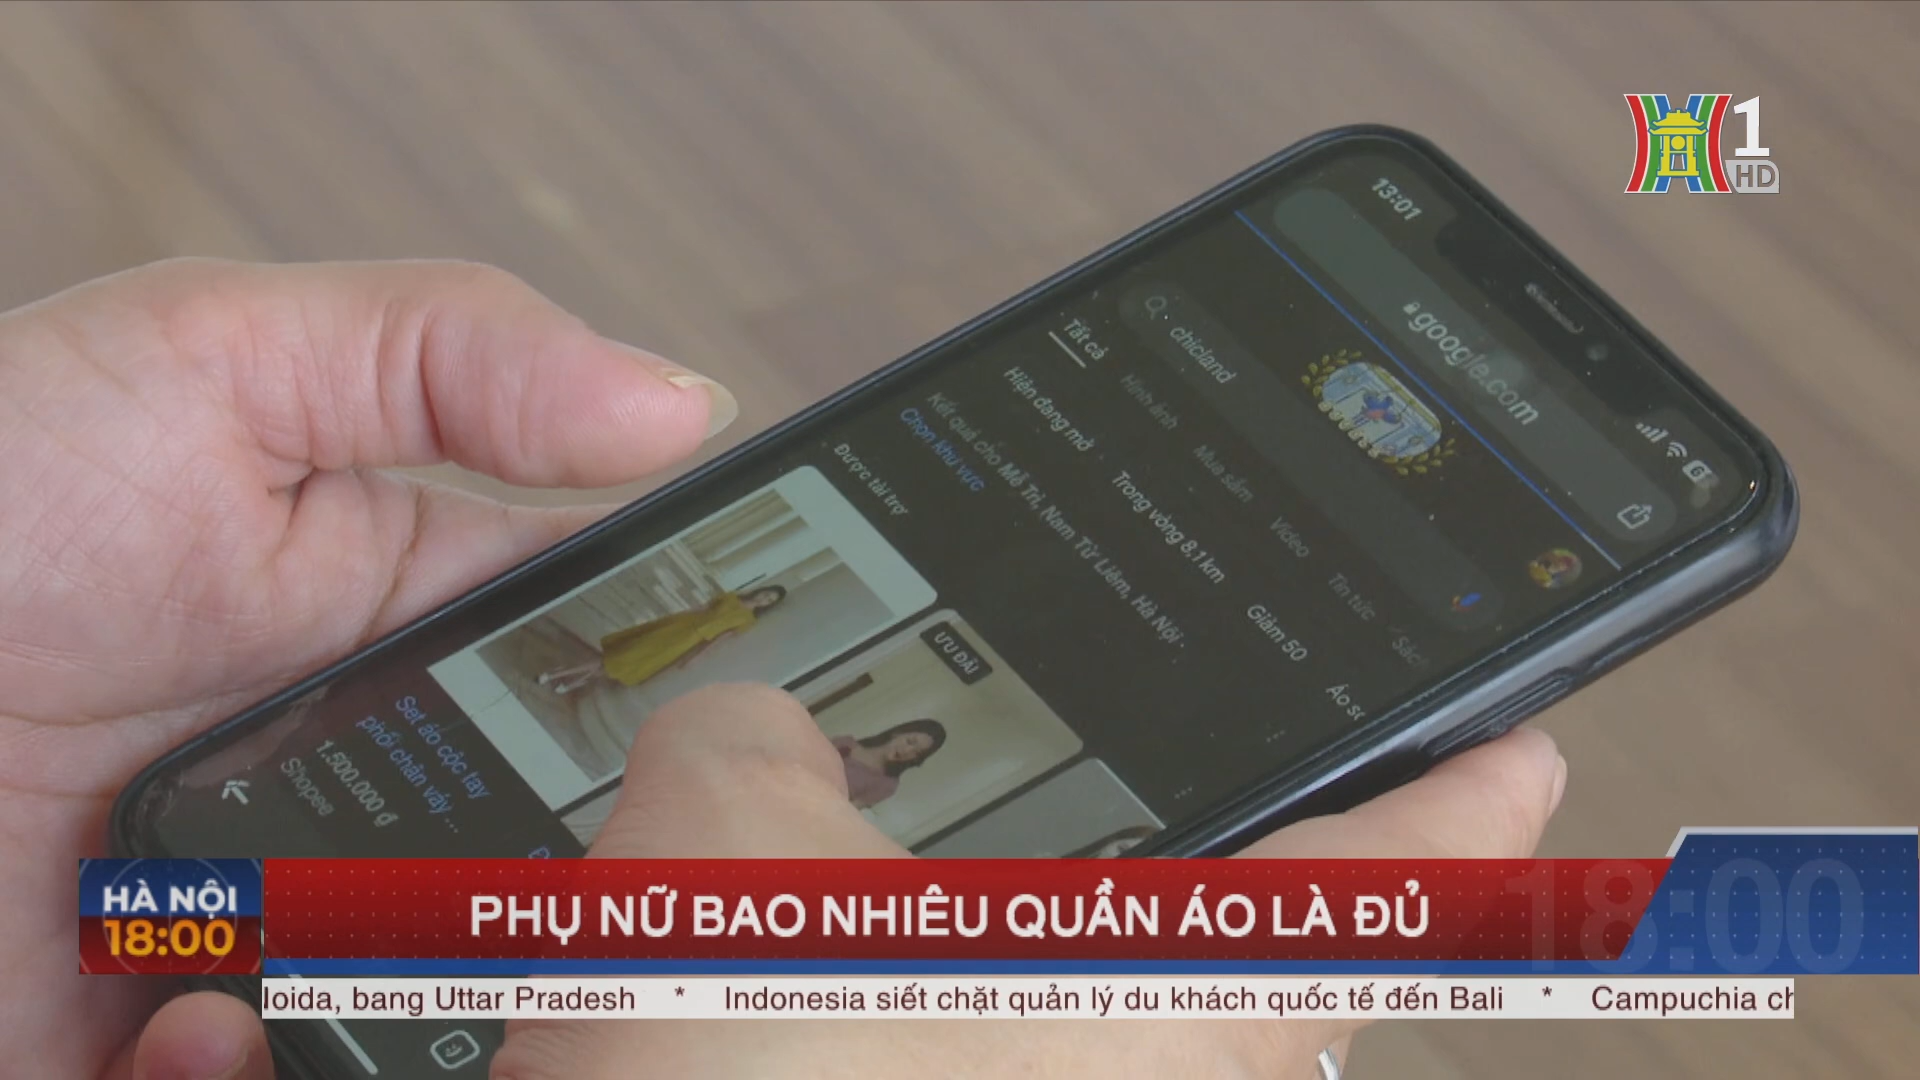 1
HD
13:01
google.com
chicland
Tất cả
Hình ảnh
Mua sắm
Video
Tin tức
Sách
Hiện đang mở
Trong vòng 8,1 km
Giảm 50
Áo sơ
Kết quả cho Mễ Trì, Nam Từ Liêm, Hà Nội
Chọn khu vực
Được tài trợ
ƯU ĐÃI
Set áo cộc tay
phối chân váy ...
1.500.000 ₫
Shopee
HÀ NỘI
18:00
PHỤ NỮ BAO NHIÊU QUẦN ÁO LÀ ĐỦ
18:00
Noida, bang Uttar Pradesh * Indonesia siết chặt quản lý du khách quốc tế đến Bali * Campuchia ch